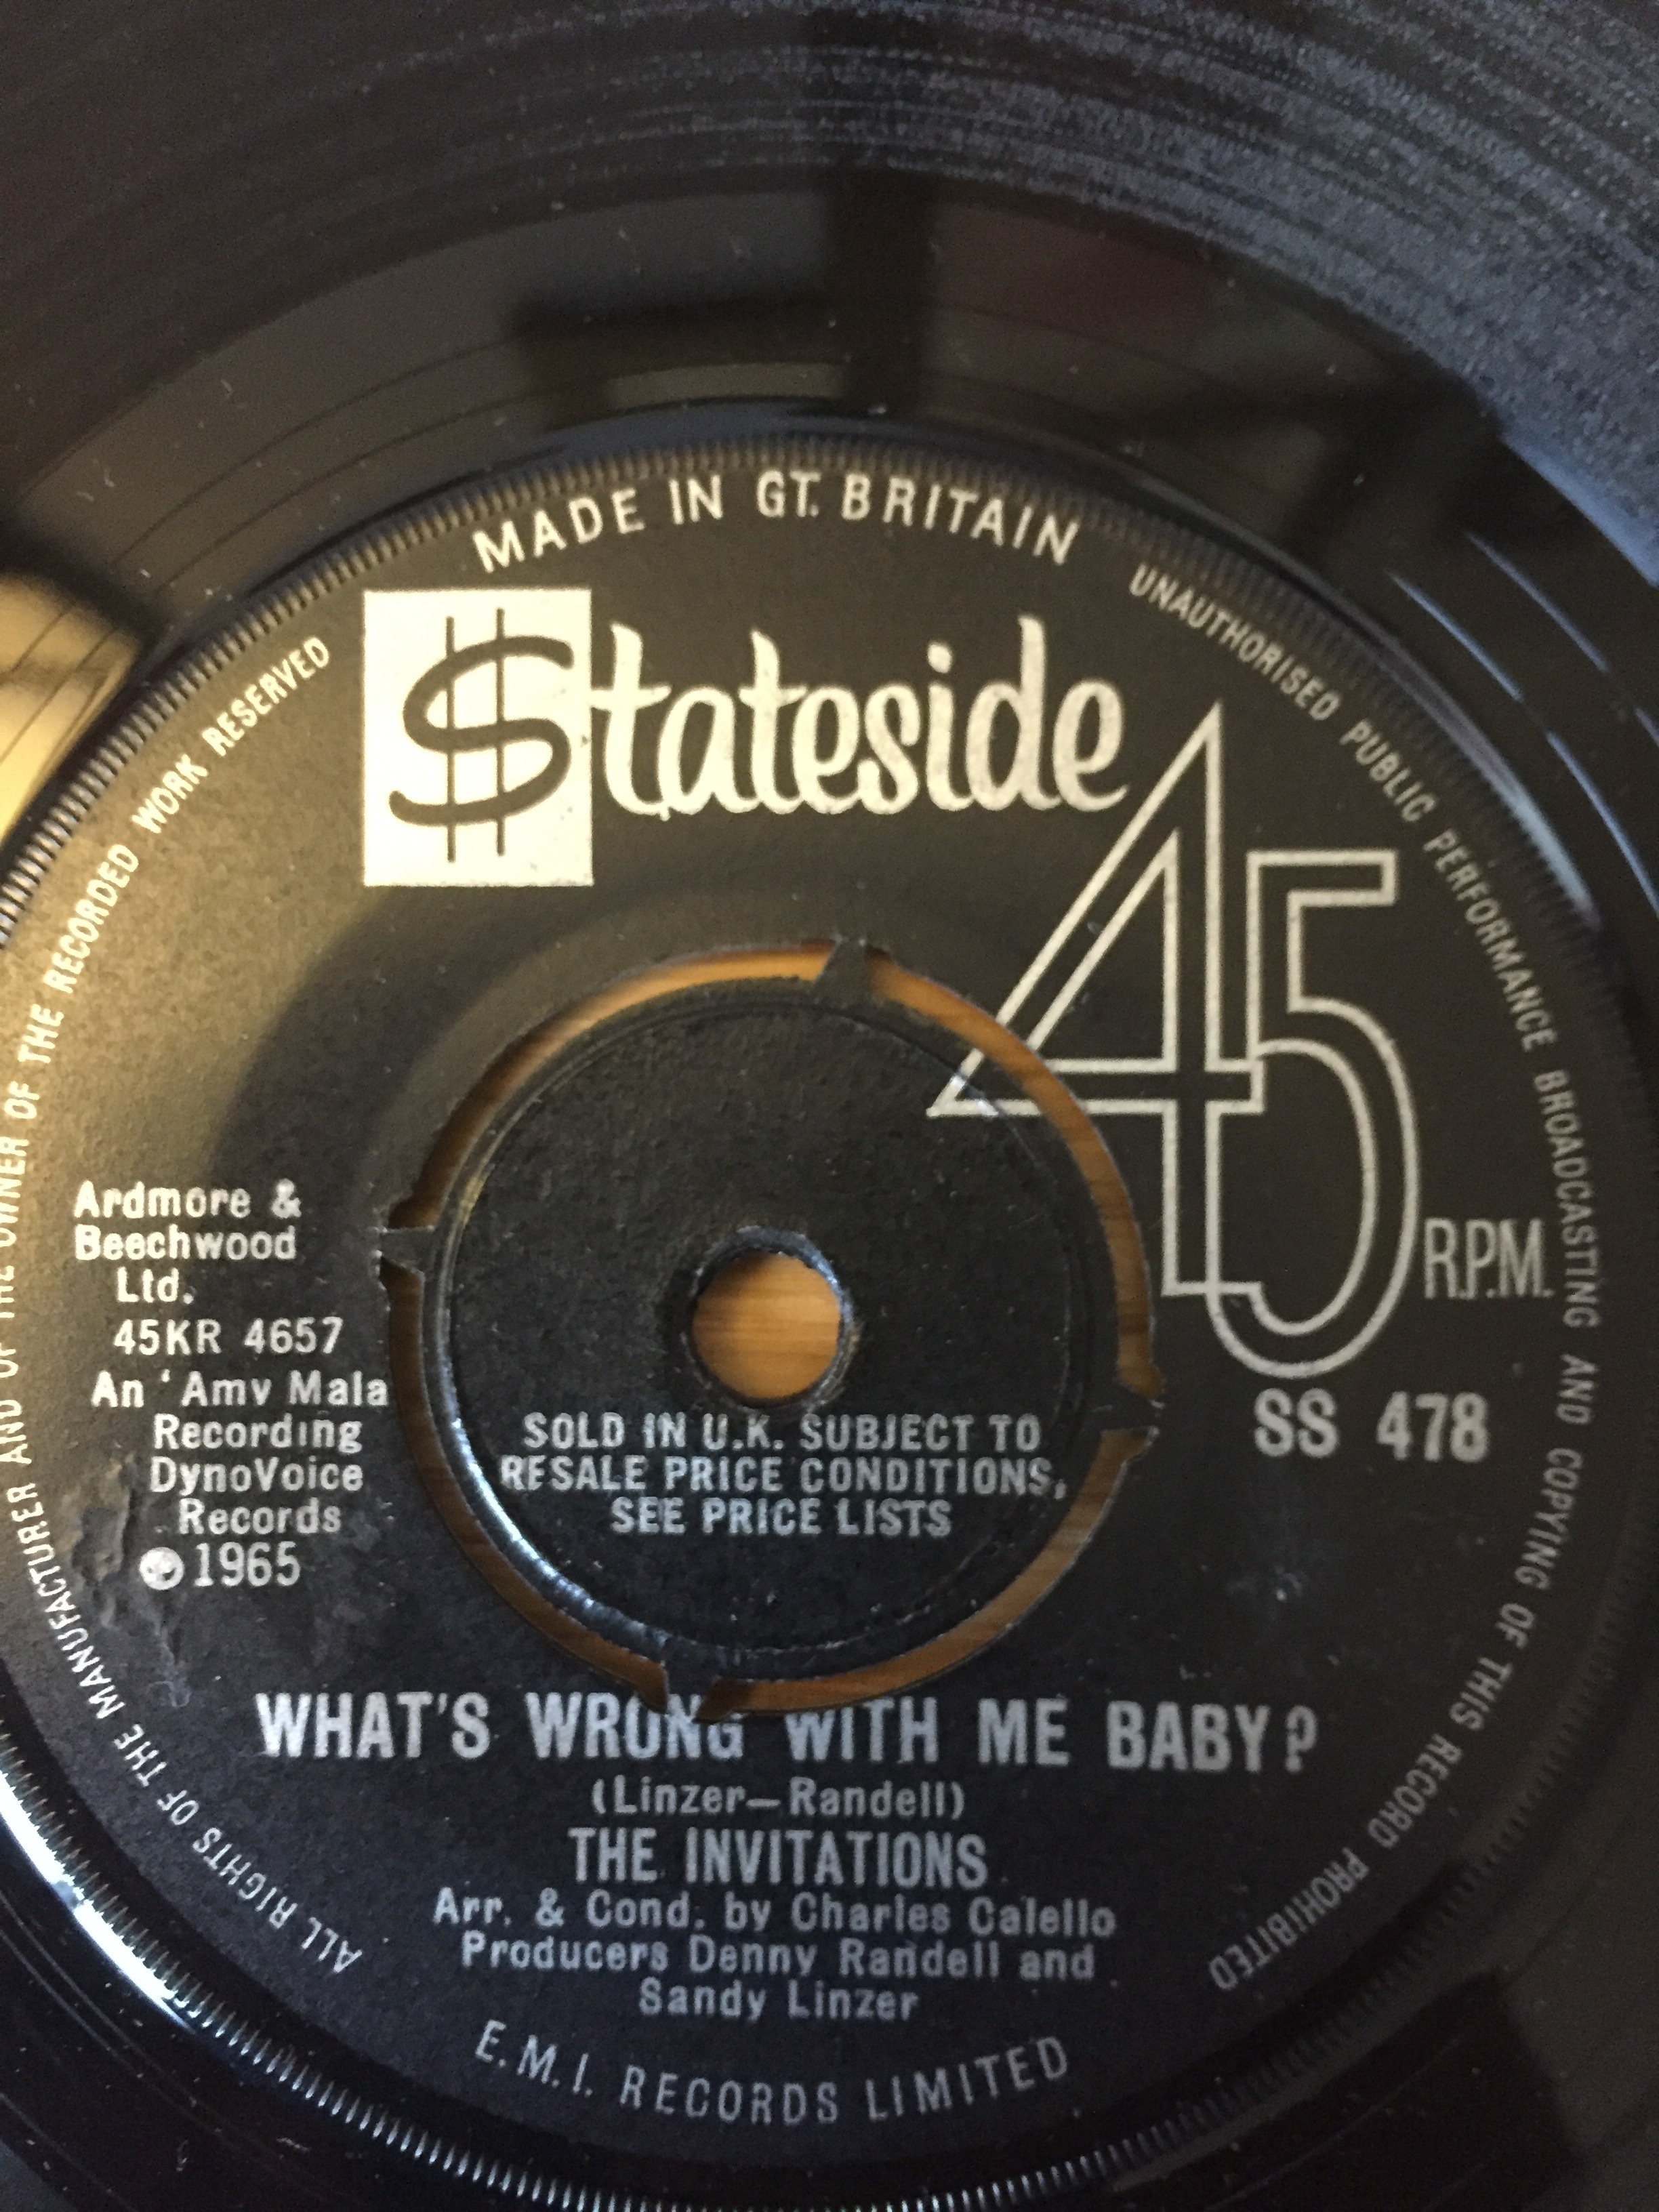 MADE IN GT. BRITAIN
UNAUTHORISED PUBLIC PERFORMANCE BROADCASTING AND COPYING OF THIS RECORD PROHIBITED
ALL RIGHTS OF THE MANUFACTURER AND OF THE OWNER OF THE RECORDED WORK RESERVED
$tateside
45 R.P.M.
Ardmore &
Beechwood
Ltd.
45KR 4657
An 'Amy Mala
Recording
DynoVoice
Records
℗1965
SS 478
SOLD IN U.K. SUBJECT TO
RESALE PRICE CONDITIONS,
SEE PRICE LISTS
WHAT'S WRONG WITH ME BABY?
(Linzer—Randell)
THE INVITATIONS
Arr. & Cond. by Charles Calello
Producers Denny Randell and
Sandy Linzer
E.M.I. RECORDS LIMITED